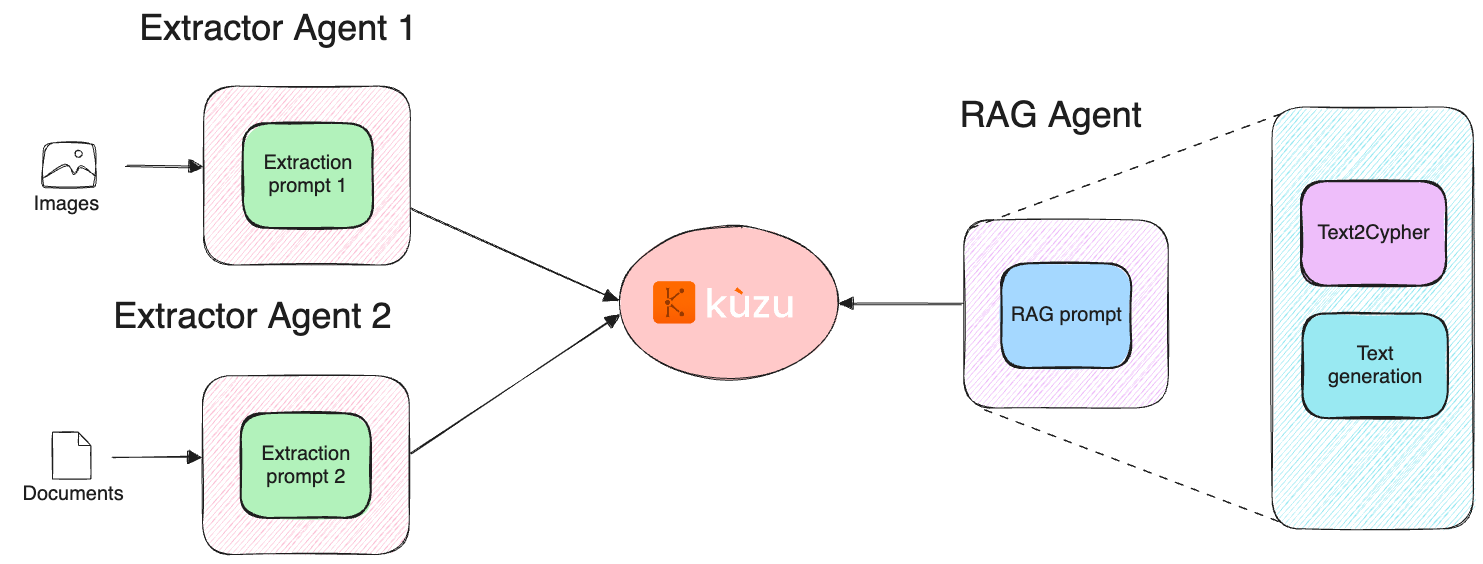 Extractor Agent 1
Extraction
prompt 1
Images
Extractor Agent 2
Extraction
prompt 2
Documents
kùzu
RAG Agent
RAG prompt
Text2Cypher
Text
generation